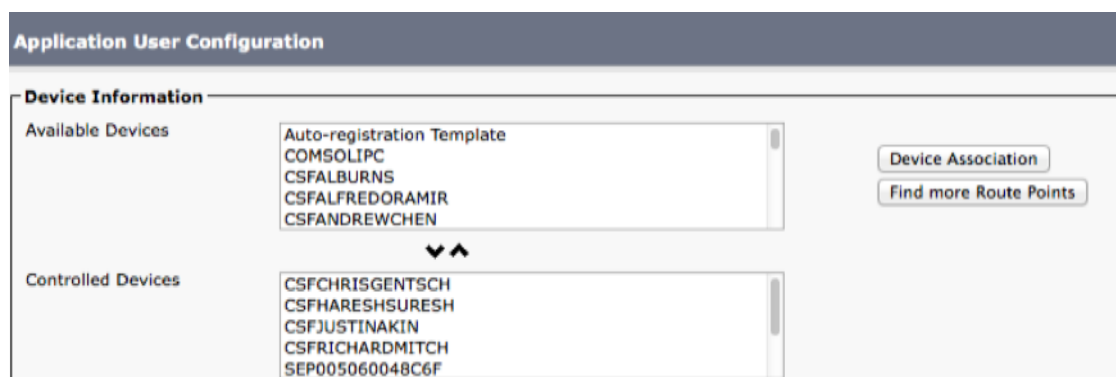 Application User Configuration
Device Information
Available Devices
Auto-registration Template
COMSOLIPC
CSFALBURNS
CSFALFREDORAMIR
CSFANDREWCHEN
Device Association
Find more Route Points
Controlled Devices
CSFCHRISGENTSCH
CSFHARESHSURESH
CSFJUSTINAKIN
CSFRICHARDMITCH
SEP005060048C6F